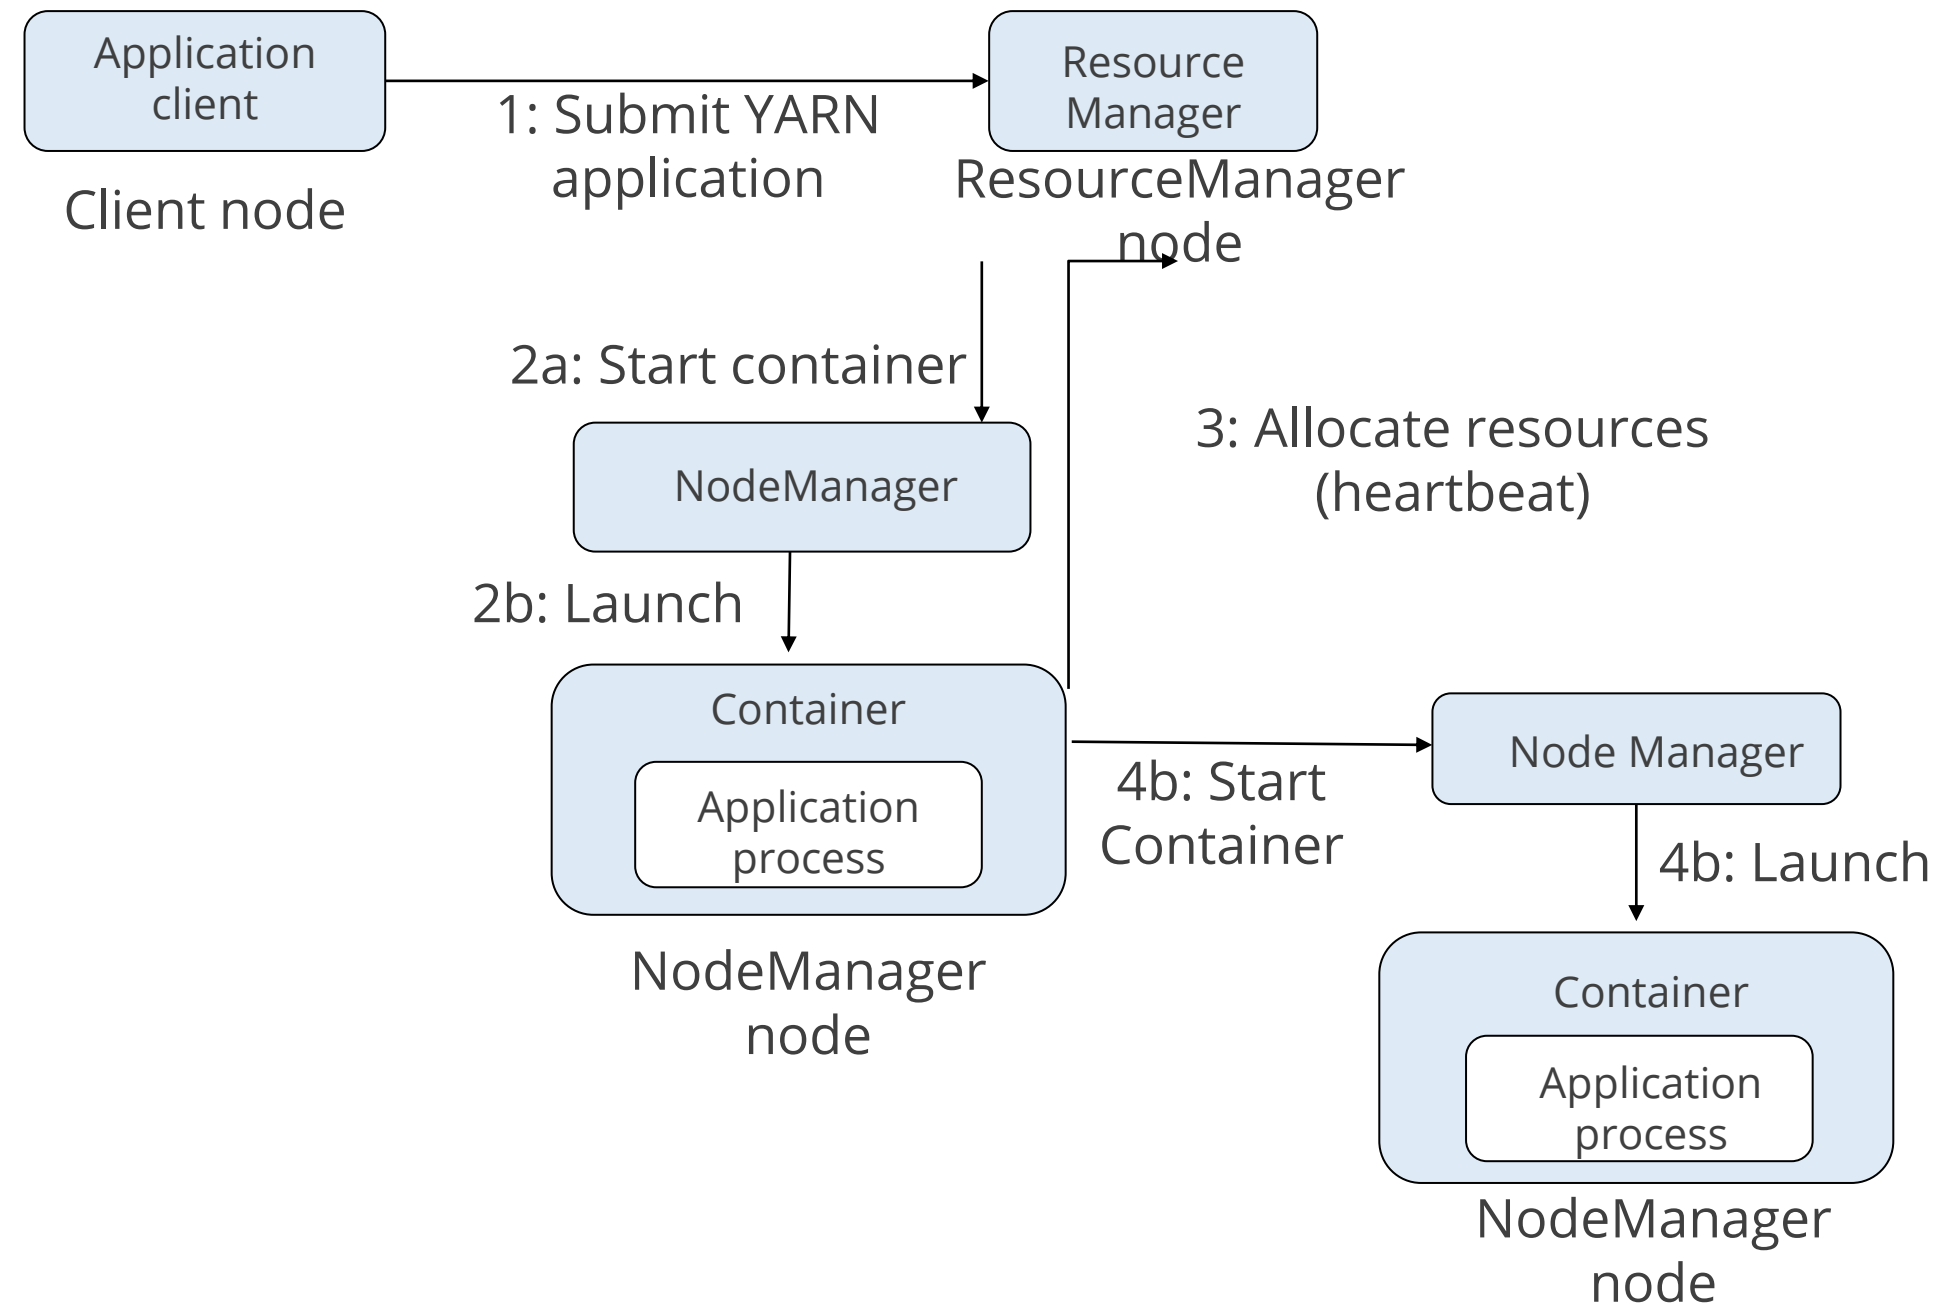 Application
client
Client node
1: Submit YARN
application
Resource
Manager
ResourceManager
node
2a: Start container
NodeManager
3: Allocate resources
(heartbeat)
2b: Launch
Container
Application
process
NodeManager
node
4b: Start
Container
Node Manager
4b: Launch
Container
Application
process
NodeManager
node